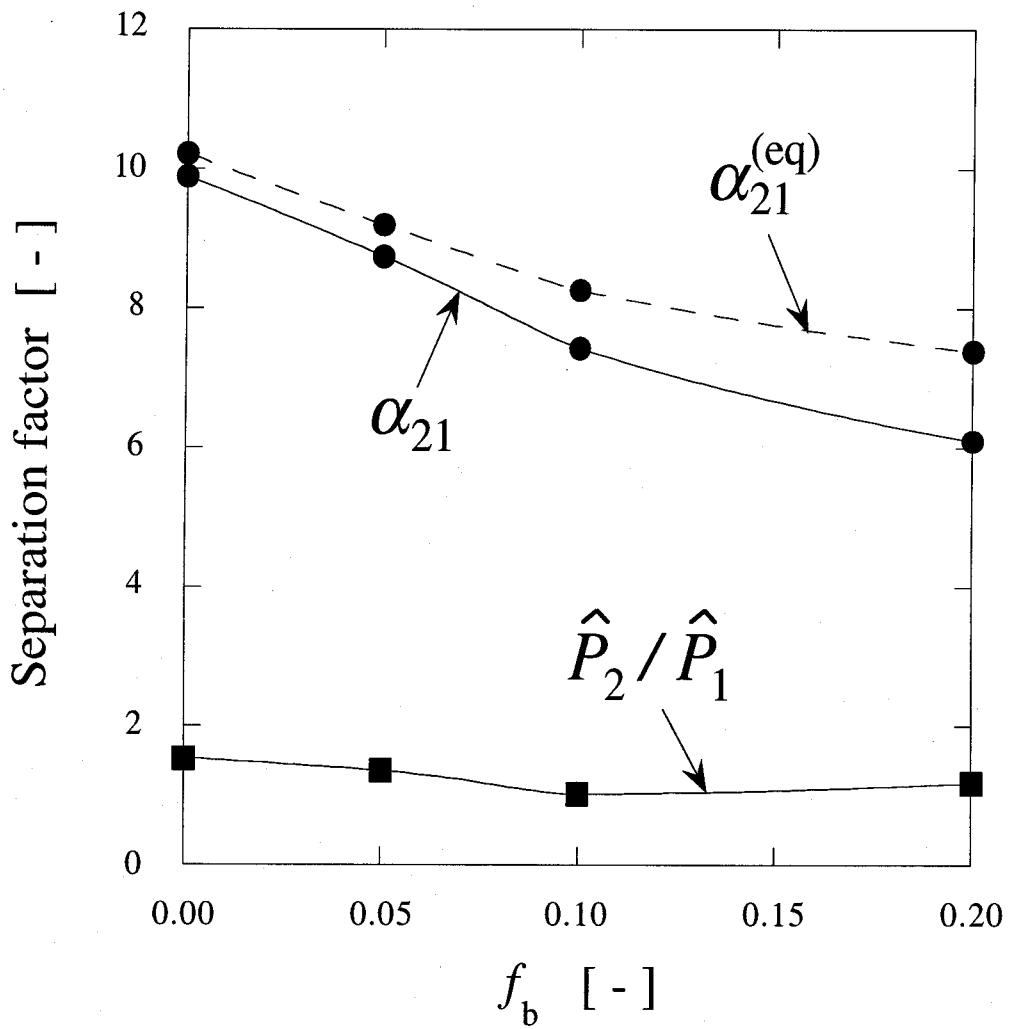 12
10
8
6
4
2
0
Separation factor [ - ]
α₂₁^(eq)
α₂₁
P̂₂ / P̂₁
0.00 0.05 0.10 0.15 0.20
f_b [ - ]